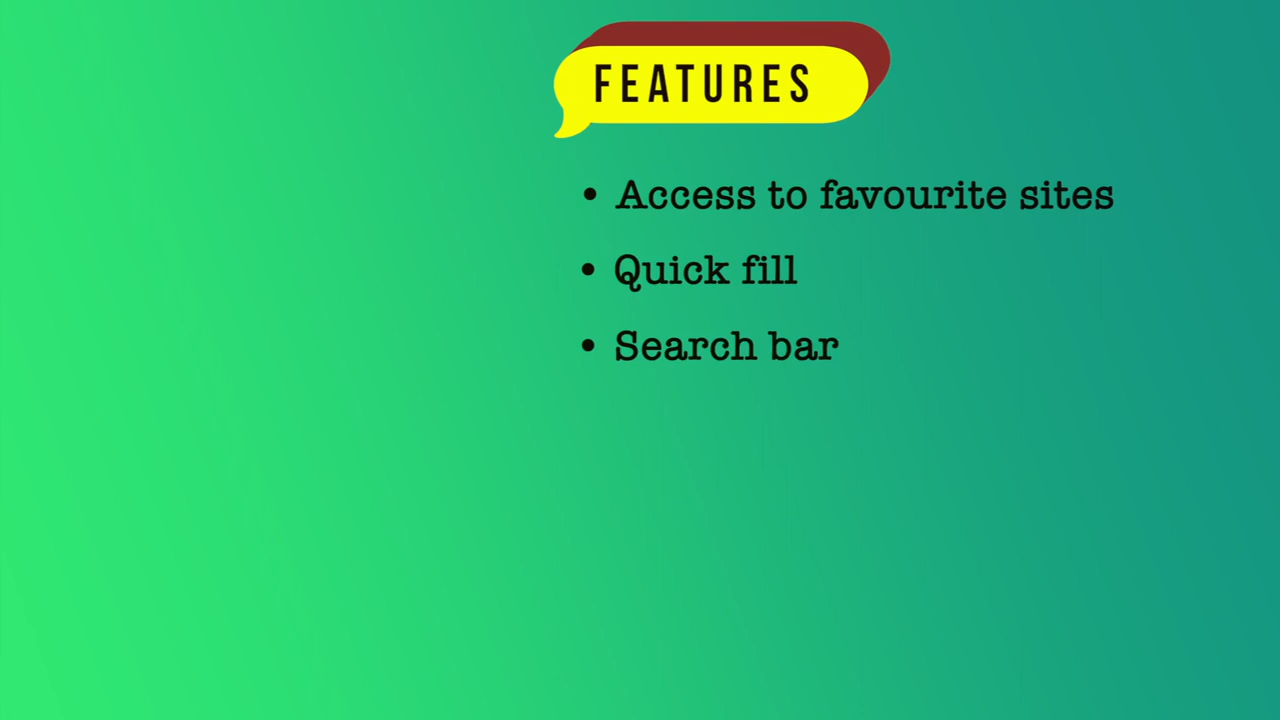 FEATURES
• Access to favourite sites
• Quick fill
• Search bar